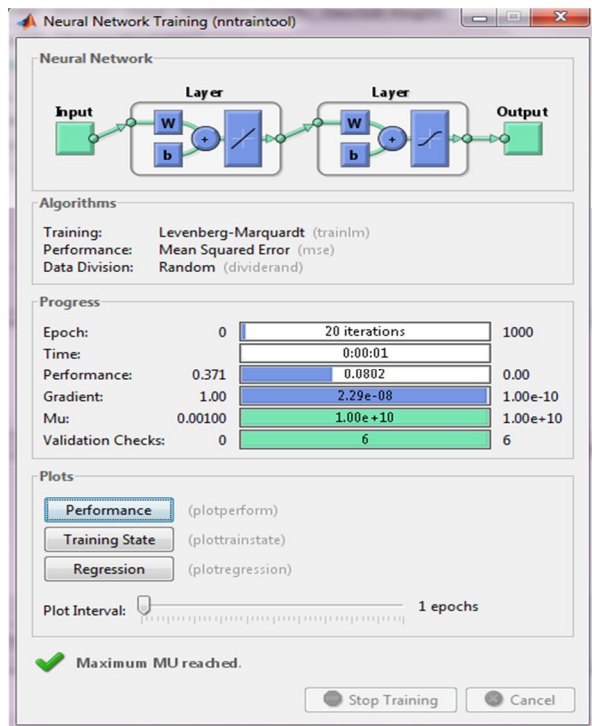 Neural Network Training (nntraintool)
Neural Network
Layer Layer
Input Output
W W
+ +
b b
Algorithms
Training: Levenberg-Marquardt (trainlm)
Performance: Mean Squared Error (mse)
Data Division: Random (dividerand)
Progress
Epoch: 0 20 iterations 1000
Time: 0:00:01
Performance: 0.371 0.0802 0.00
Gradient: 1.00 2.29e-08 1.00e-10
Mu: 0.00100 1.00e+10 1.00e+10
Validation Checks: 0 6 6
Plots
Performance (plotperform)
Training State (plottrainstate)
Regression (plotregression)
Plot Interval: 1 epochs
Maximum MU reached.
Stop Training Cancel